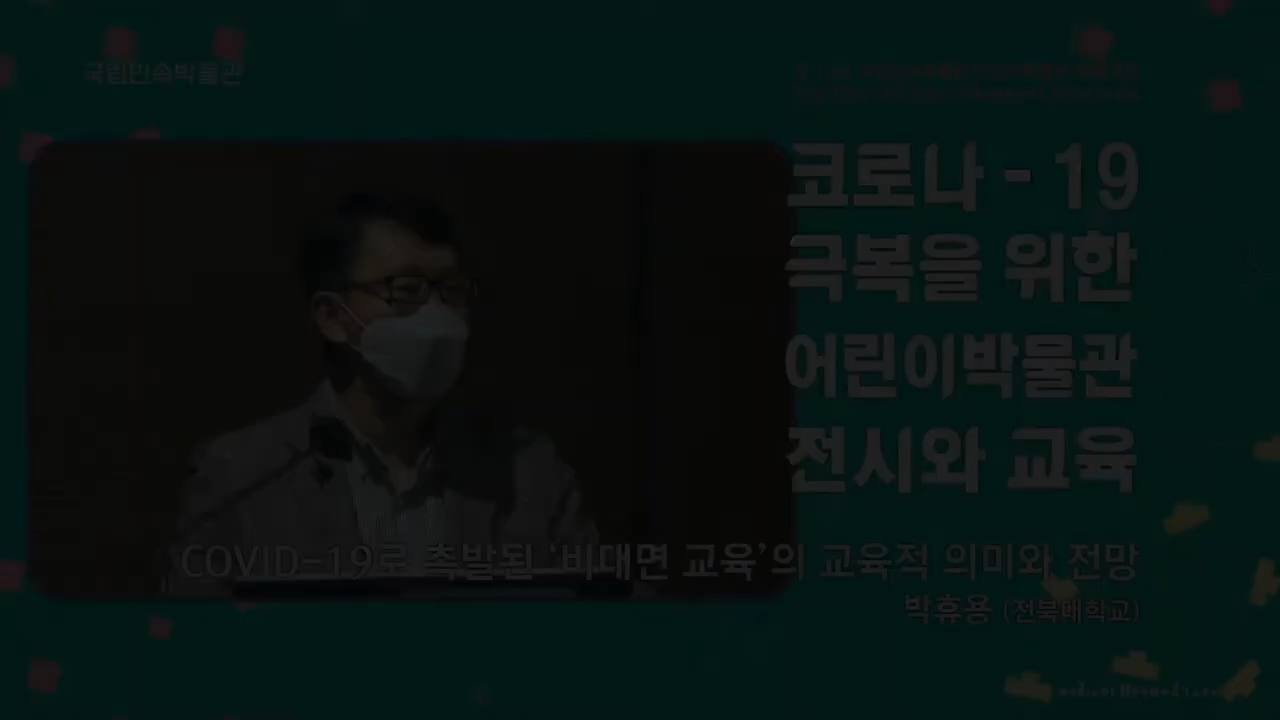 국립민속박물관
코로나 - 19
극복을 위한
어린이박물관
전시와 교육
COVID-19로 촉발된 ‘비대면 교육’의 교육적 의미와 전망
박휴용 (전북대학교)